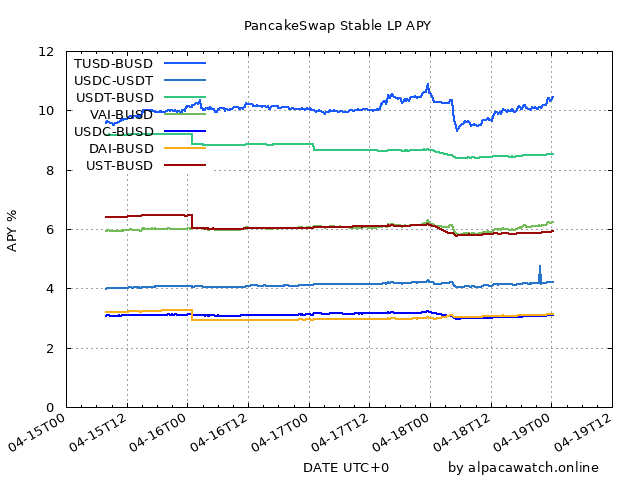 PancakeSwap Stable LP APY
12
10
8
6
4
2
0
APY %
TUSD-BUSD
USDC-USDT
USDT-BUSD
VAI-BUSD
USDC-BUSD
DAI-BUSD
UST-BUSD
04-15T00
04-15T12
04-16T00
04-16T12
04-17T00
04-17T12
04-18T00
04-18T12
04-19T00
04-19T12
DATE UTC+0
by alpacawatch.online